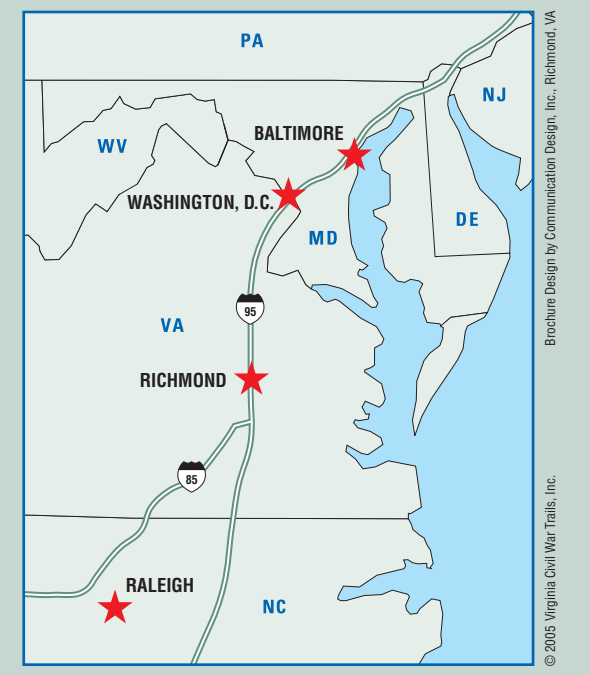 PA
NJ
BALTIMORE
WV
WASHINGTON, D.C.
DE
MD
95
VA
RICHMOND
85
RALEIGH
NC
Brochure Design by Communication Design, Inc., Richmond, VA
© 2005 Virginia Civil War Trails, Inc.